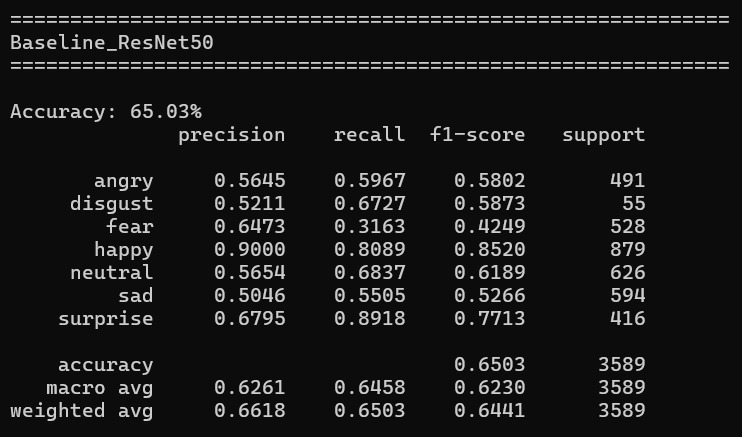 ============================================================
Baseline_ResNet50
============================================================
Accuracy: 65.03%
precision recall f1-score support
angry 0.5645 0.5967 0.5802 491
disgust 0.5211 0.6727 0.5873 55
fear 0.6473 0.3163 0.4249 528
happy 0.9000 0.8089 0.8520 879
neutral 0.5654 0.6837 0.6189 626
sad 0.5046 0.5505 0.5266 594
surprise 0.6795 0.8918 0.7713 416
accuracy 0.6503 3589
macro avg 0.6261 0.6458 0.6230 3589
weighted avg 0.6618 0.6503 0.6441 3589